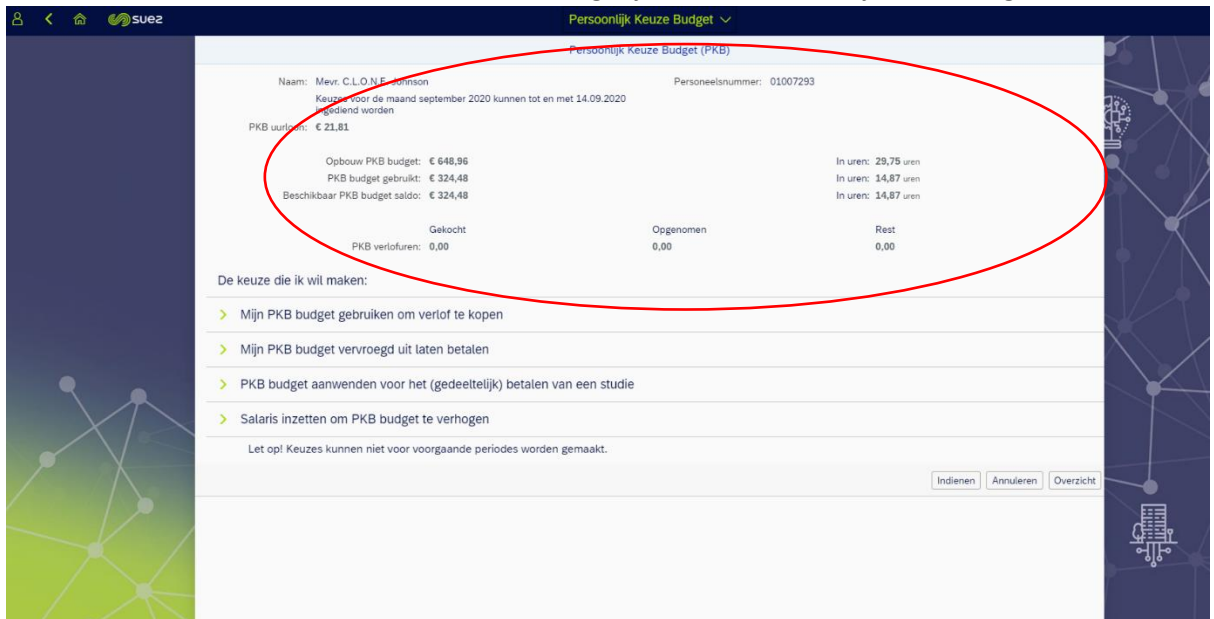 suez
Persoonlijk Keuze Budget
Persoonlijk Keuze Budget (PKB)
Naam: Mevr. C.L.O.N.E. Johnson Personeelsnummer: 01007293
Keuzes voor de maand september 2020 kunnen tot en met 14.09.2020
ingediend worden
PKB uurloon: € 21,81
Opbouw PKB budget: € 648,96 In uren: 29,75 uren
PKB budget gebruikt: € 324,48 In uren: 14,87 uren
Beschikbaar PKB budget saldo: € 324,48 In uren: 14,87 uren
Gekocht Opgenomen Rest
PKB verlofuren: 0,00 0,00 0,00
De keuze die ik wil maken:
Mijn PKB budget gebruiken om verlof te kopen
Mijn PKB budget vervroegd uit laten betalen
PKB budget aanwenden voor het (gedeeltelijk) betalen van een studie
Salaris inzetten om PKB budget te verhogen
Let op! Keuzes kunnen niet voor voorgaande periodes worden gemaakt.
Indienen Annuleren Overzicht